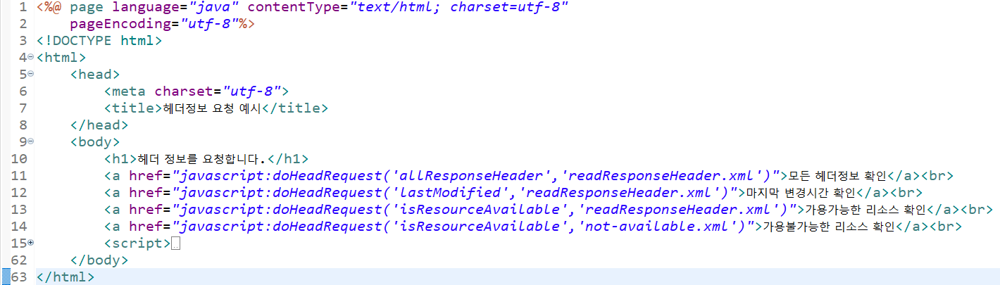 1 <%@ page language="java" contentType="text/html; charset=utf-8"
2 pageEncoding="utf-8"%>
3 <!DOCTYPE html>
4 <html>
5 <head>
6 <meta charset="utf-8">
7 <title>헤더정보 요청 예시</title>
8 </head>
9 <body>
10 <h1>헤더 정보를 요청합니다.</h1>
11 <a href="javascript:doHeadRequest('allResponseHeader','readResponseHeader.xml')">모든 헤더정보 확인</a><br>
12 <a href="javascript:doHeadRequest('lastModified','readResponseHeader.xml')">마지막 변경시간 확인</a><br>
13 <a href="javascript:doHeadRequest('isResourceAvailable','readResponseHeader.xml')">가용가능한 리소스 확인</a><br>
14 <a href="javascript:doHeadRequest('isResourceAvailable','not-available.xml')">가용불가능한 리소스 확인</a><br>
15 <script>
62 </body>
63 </html>